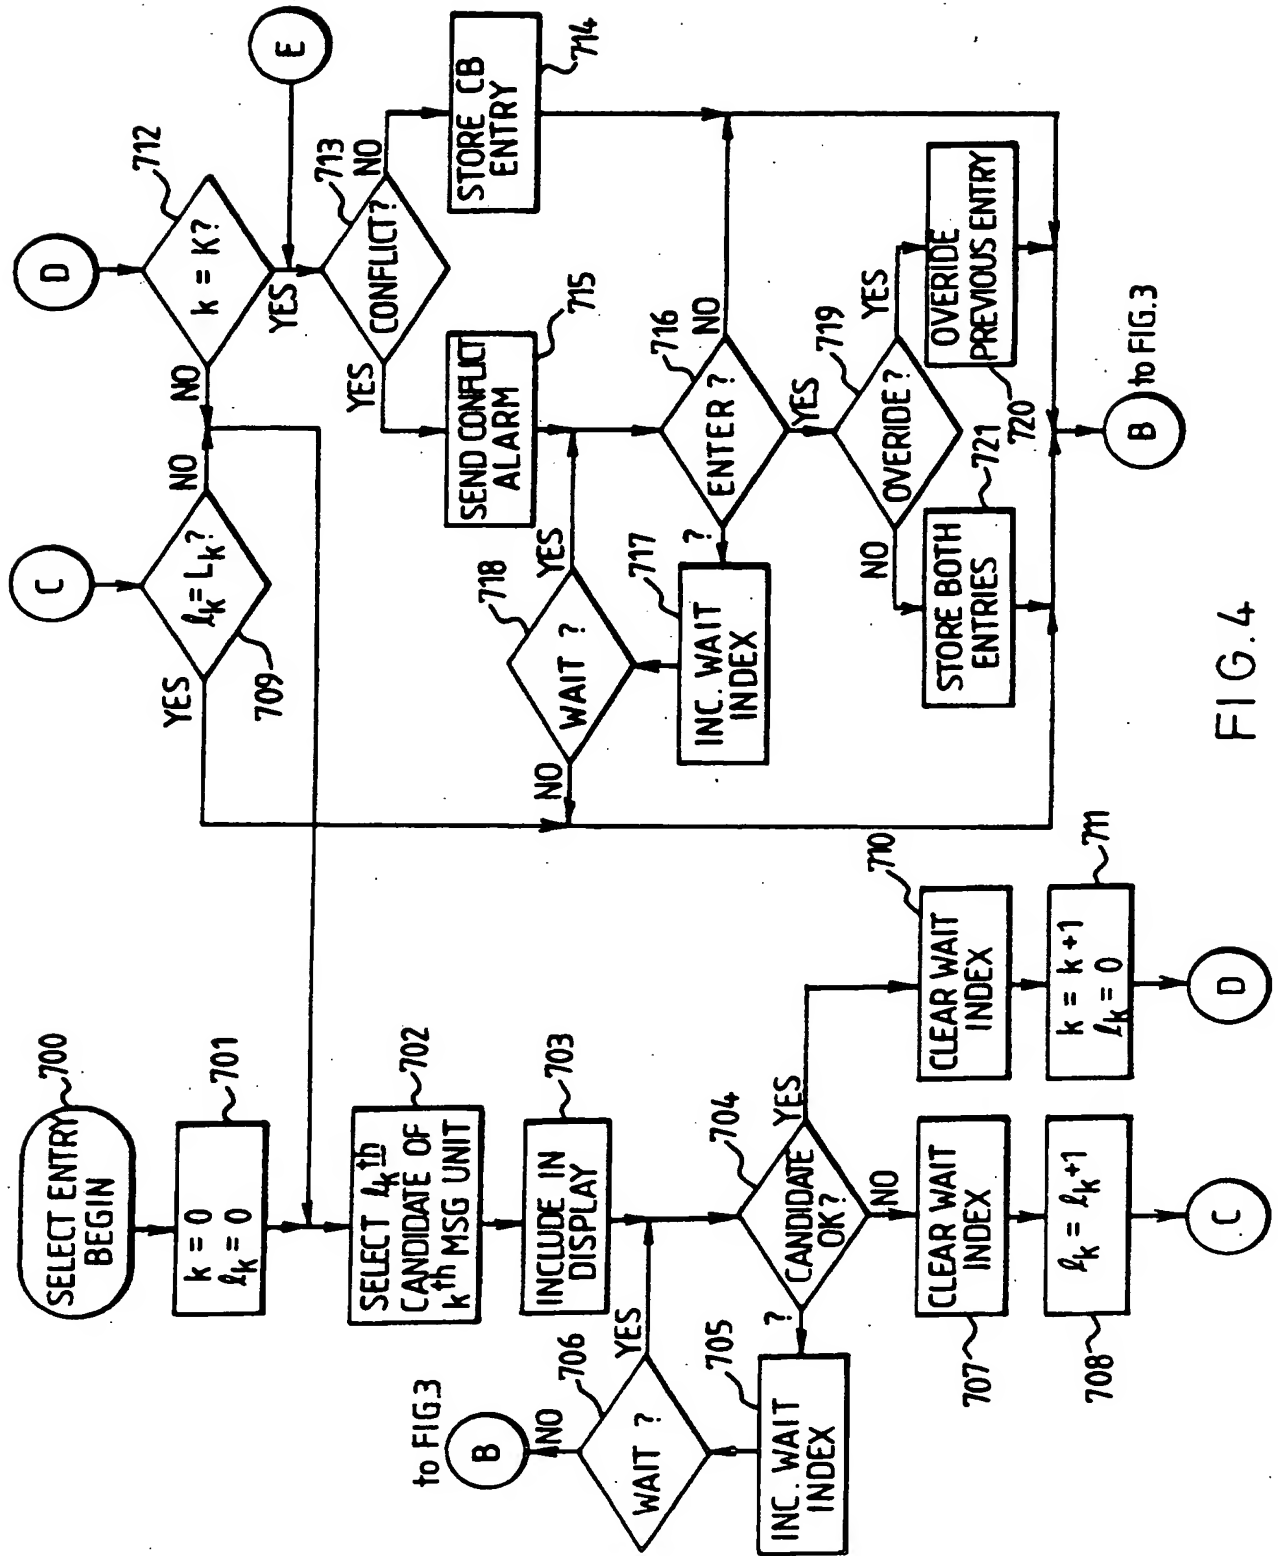 SELECT ENTRY
BEGIN
700
k = 0
ℓk = 0
701
SELECT ℓk th
CANDIDATE OF
k th MSG UNIT
702
INCLUDE IN
DISPLAY
703
CANDIDATE
OK?
704
YES
NO
?
INC. WAIT
INDEX
705
WAIT ?
706
YES
NO
B
to FIG.3
CLEAR WAIT
INDEX
707
ℓk = ℓk+1
708
C
CLEAR WAIT
INDEX
710
k = k+1
ℓk = 0
711
D
C
ℓk = Lk?
709
YES
NO
D
k = K?
712
NO
YES
E
CONFLICT?
713
YES
NO
STORE CB
ENTRY
714
SEND CONFLICT
ALARM
715
ENTER ?
716
NO
YES
?
INC. WAIT
INDEX
717
WAIT ?
718
YES
NO
OVERIDE?
719
YES
NO
OVERIDE
PREVIOUS ENTRY
720
STORE BOTH
ENTRIES
721
B
to FIG.3
FIG.4